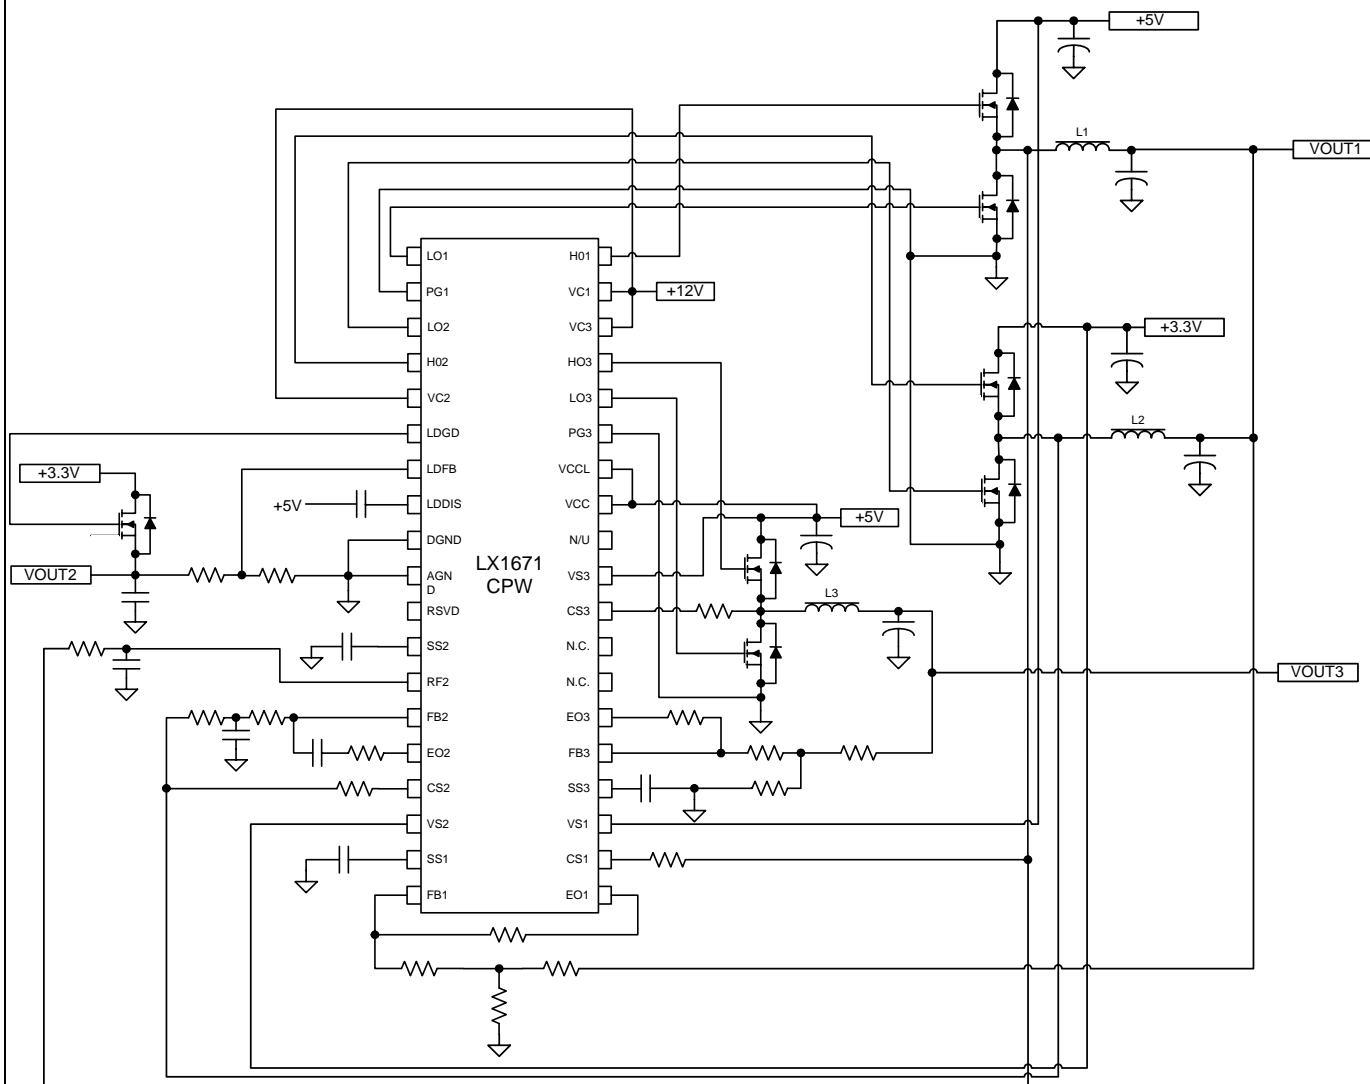 +5V
L1
VOUT1
LO1
H01
PG1
VC1
+12V
LO2
VC3
+3.3V
H02
HO3
VC2
LO3
L2
LDGD
PG3
+3.3V
LDFB
VCCL
+5V
LDDIS
VCC
+5V
DGND
N/U
LX1671
CPW
VOUT2
AGN
D
VS3
L3
RSVD
CS3
SS2
N.C.
RF2
N.C.
VOUT3
FB2
EO3
EO2
FB3
CS2
SS3
VS2
VS1
SS1
CS1
FB1
EO1